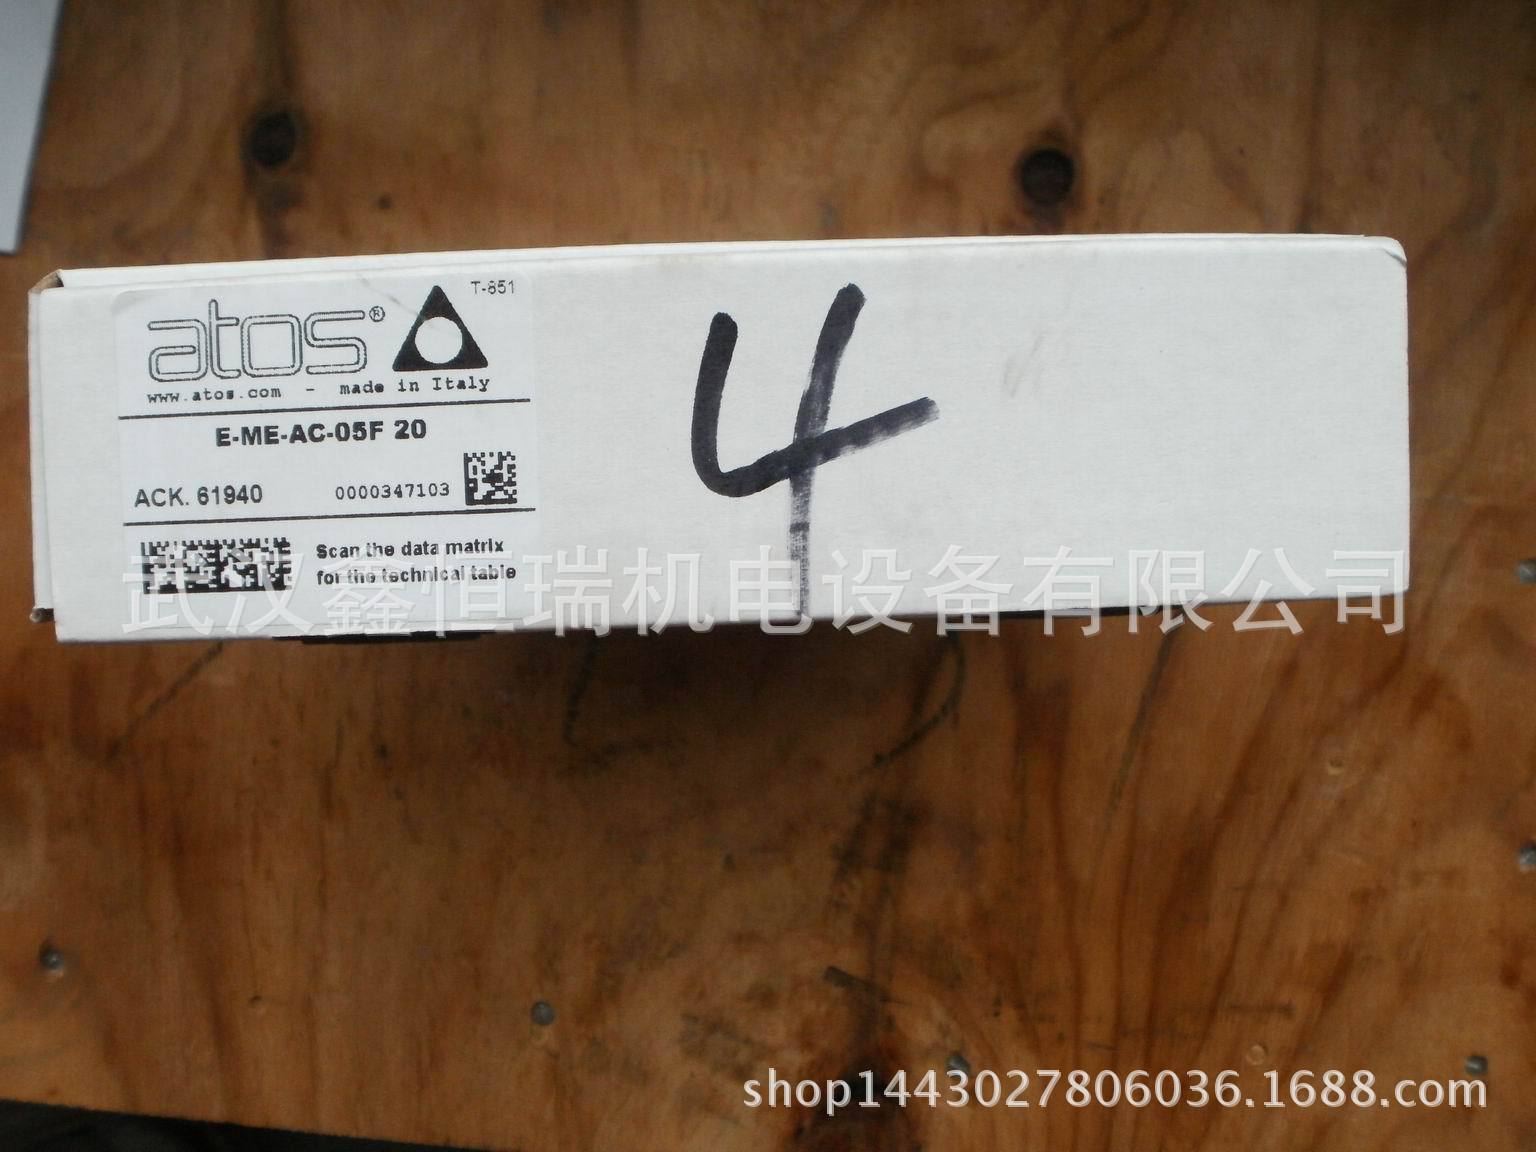 T-851
atos®
www.atos.com - made in Italy
E-ME-AC-05F 20
ACK. 61940 0000347103
Scan the data matrix
for the technical table
4
武汉鑫恒瑞机电设备有限公司
shop1443027806036.1688.com